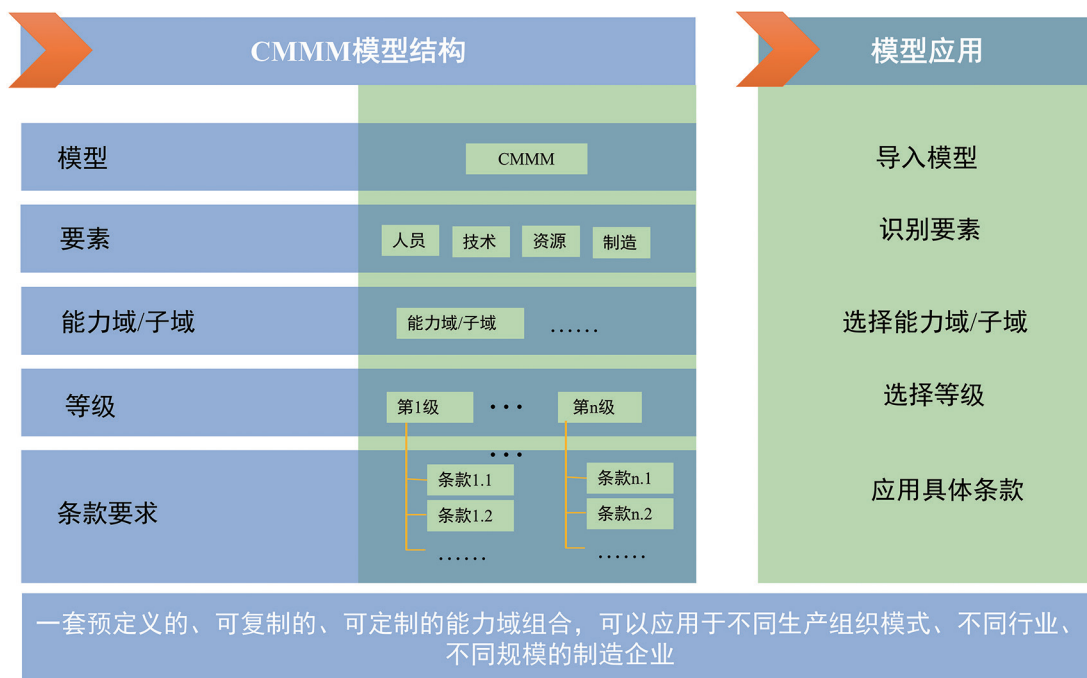 CMMM模型结构
模型应用
模型
CMMM
导入模型
要素
人员
技术
资源
制造
识别要素
能力域/子域
能力域/子域
……
选择能力域/子域
等级
第1级
···
第n级
选择等级
···
条款要求
条款1.1
条款n.1
条款1.2
条款n.2
……
……
应用具体条款
一套预定义的、可复制的、可定制的能力域组合，可以应用于不同生产组织模式、不同行业、
不同规模的制造企业